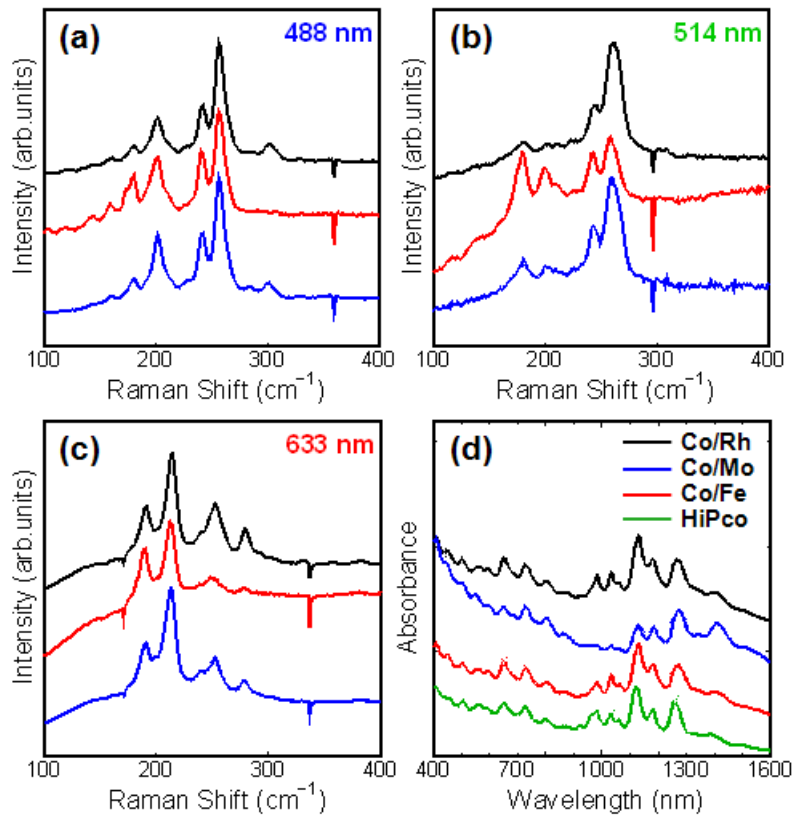 (a) 488 nm
Intensity (arb.units)
100 200 300 400
Raman Shift (cm⁻¹)
(b) 514 nm
Intensity (arb.units)
100 200 300 400
Raman Shift (cm⁻¹)
(c) 633 nm
Intensity (arb.units)
100 200 300 400
Raman Shift (cm⁻¹)
(d)
Co/Rh
Co/Mo
Co/Fe
HiPco
Absorbance
400 700 1000 1300 1600
Wavelength (nm)